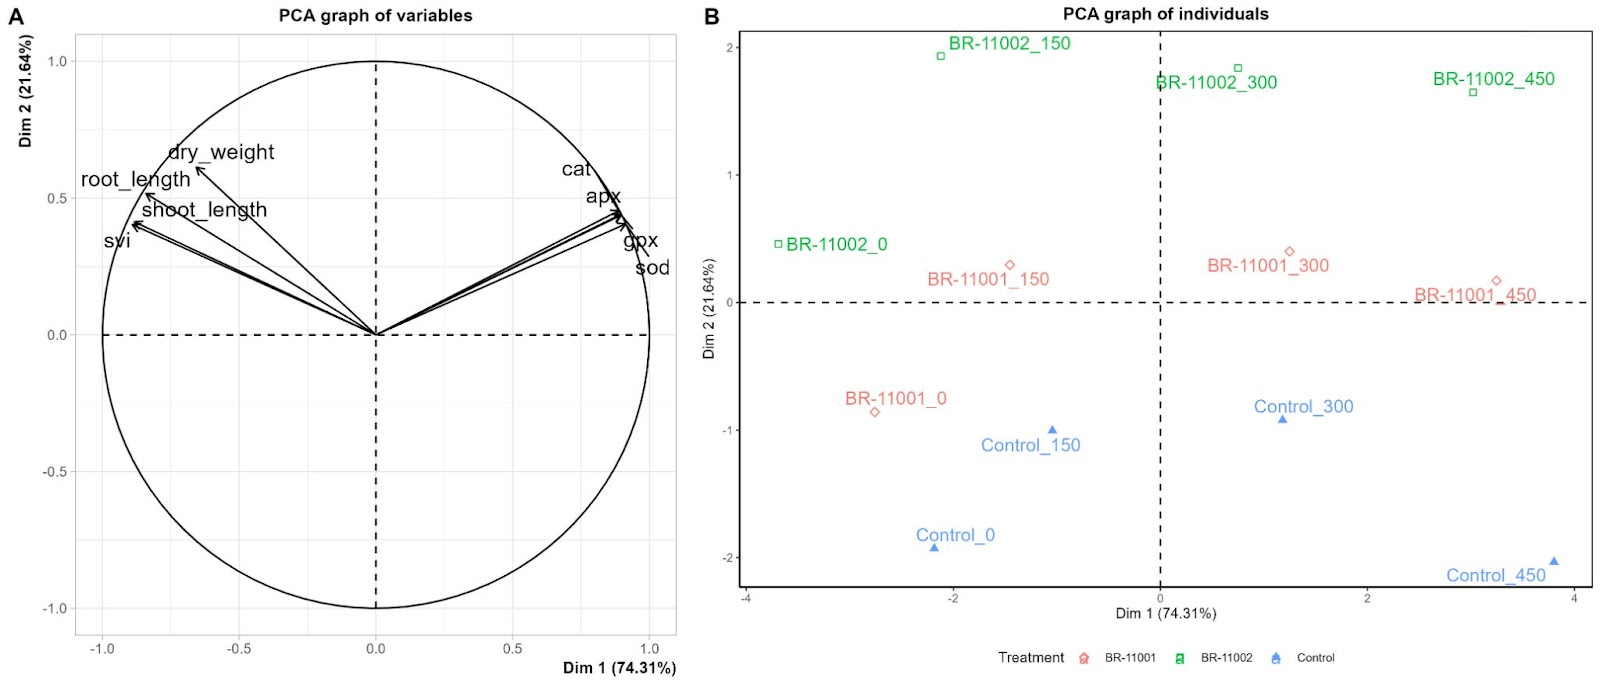 A
PCA graph of variables
Dim 2 (21.64%)
1.0
0.5
0.0
-0.5
-1.0
dry_weight
root_length
shoot_length
svi
cat
apx
gpx
sod
-1.0 -0.5 0.0 0.5 1.0
Dim 1 (74.31%)
B
PCA graph of individuals
Dim 2 (21.64%)
2
1
0
-1
-2
BR-11002_150
BR-11002_300
BR-11002_450
BR-11002_0
BR-11001_150
BR-11001_300
BR-11001_450
BR-11001_0
Control_300
Control_150
Control_0
Control_450
-4 -2 0 2 4
Dim 1 (74.31%)
Treatment BR-11001 BR-11002 Control